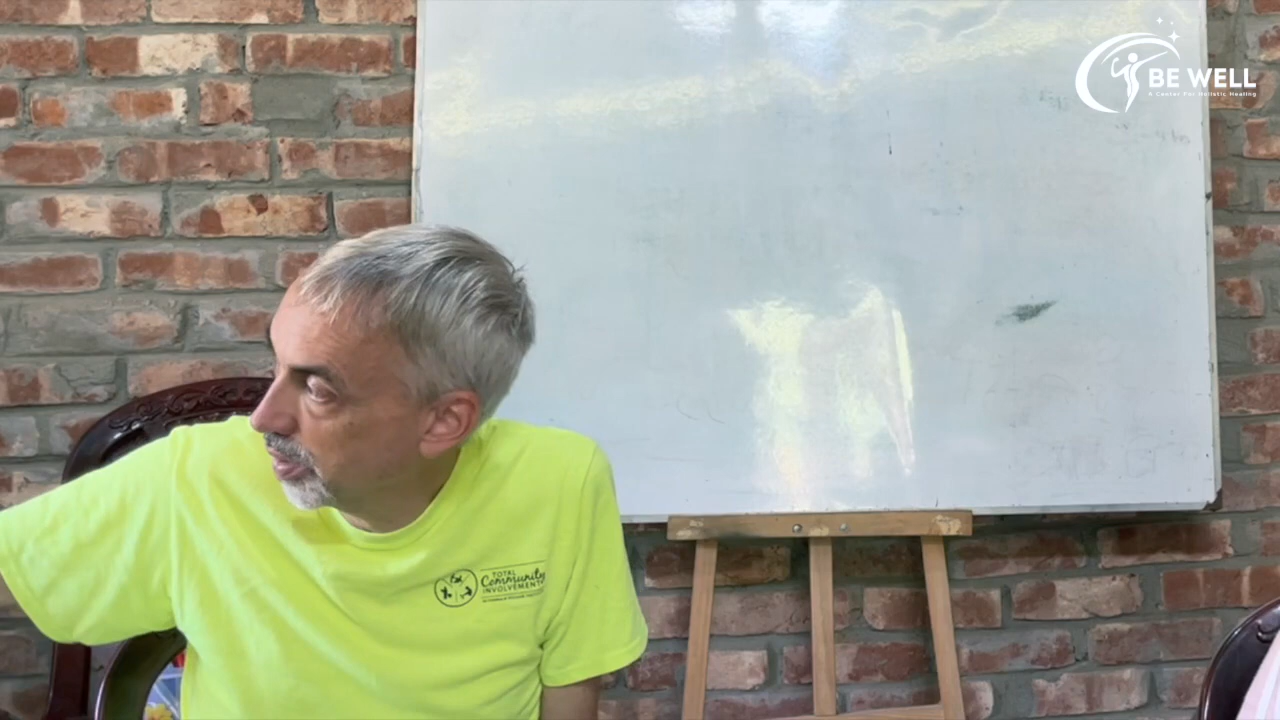 BE WELL
A Center For Holistic Healing
TOTAL
Community
INVOLVEMENT